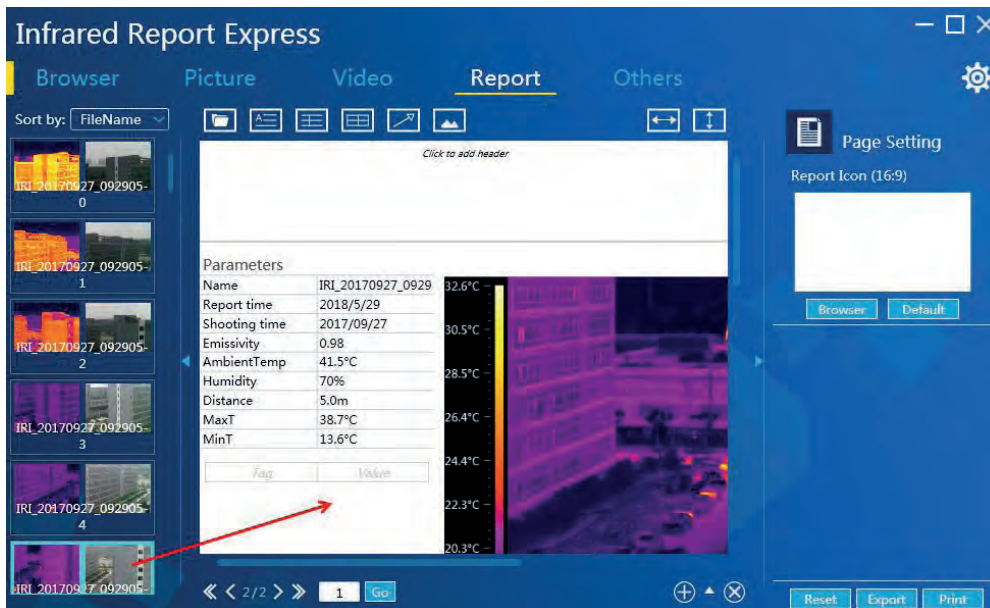 Infrared Report Express
Browser Picture Video Report Others
Sort by: FileName
IRI_20170927_092905-
0
IRI_20170927_092905-
1
IRI_20170927_092905-
2
IRI_20170927_092905-
3
IRI_20170927_092905-
4
IRI_20170927_092905-
Click to add header
Parameters
Name IRI_20170927_0929
Report time 2018/5/29
Shooting time 2017/09/27
Emissivity 0.98
AmbientTemp 41.5°C
Humidity 70%
Distance 5.0m
MaxT 38.7°C
MinT 13.6°C
Tag Value
32.6°C
30.5°C
28.5°C
26.4°C
24.4°C
22.3°C
20.3°C
2/2 1 Go
Page Setting
Report Icon (16:9)
Browser Default
Reset Export Print